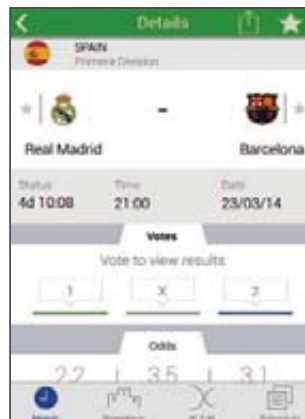 Details
SPAIN
Primera Division
-
Real Madrid Barcelona
Status Time Date
4d 10:08 21:00 23/03/14
Votes
Vote to view results
1 X 2
Odds
2.2 3.5 3.1